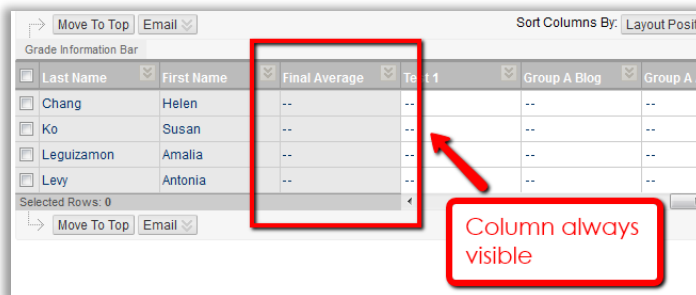 Move To Top Email Sort Columns By: Layout Posit
Grade Information Bar
Last Name First Name Final Average Test 1 Group A Blog Group A
Chang Helen -- -- -- --
Ko Susan -- -- -- --
Leguizamon Amalia -- -- -- --
Levy Antonia -- -- -- --
Selected Rows: 0
Move To Top Email
Column always
visible